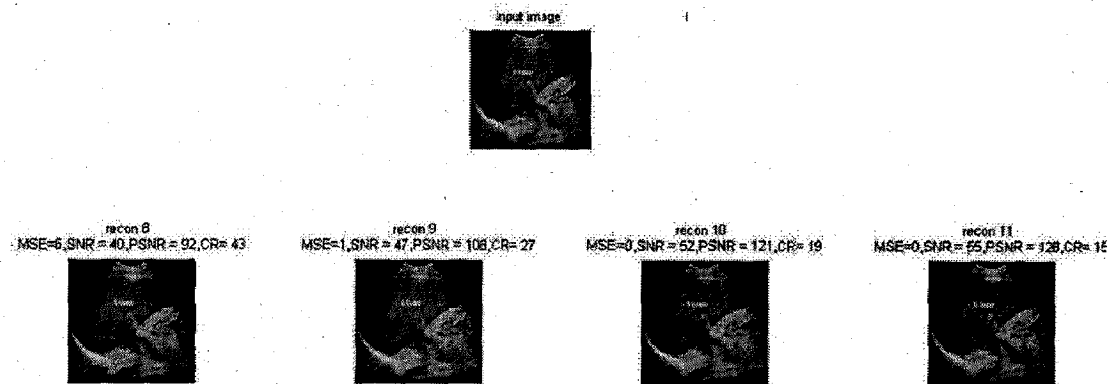 input image
recon 8
MSE=6,SNR = 40,PSNR = 92,CR= 43
recon 9
MSE=1,SNR = 47,PSNR = 106,CR= 27
recon 10
MSE=0,SNR = 52,PSNR = 121,CR= 19
recon 11
MSE=0,SNR = 55,PSNR = 128,CR= 15